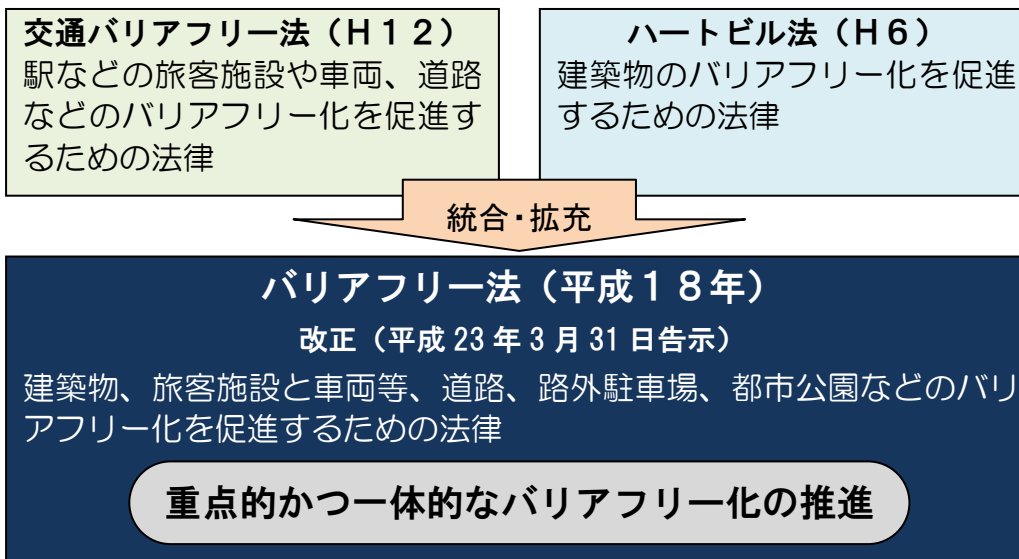 交通バリアフリー法（Ｈ１２）
駅などの旅客施設や車両、道路
などのバリアフリー化を促進す
るための法律
ハートビル法（Ｈ６）
建築物のバリアフリー化を促進
するための法律
統合・拡充
バリアフリー法（平成１８年）
改正（平成 23 年 3 月 31 日告示）
建築物、旅客施設と車両等、道路、路外駐車場、都市公園などのバリ
アフリー化を促進するための法律
重点的かつ一体的なバリアフリー化の推進